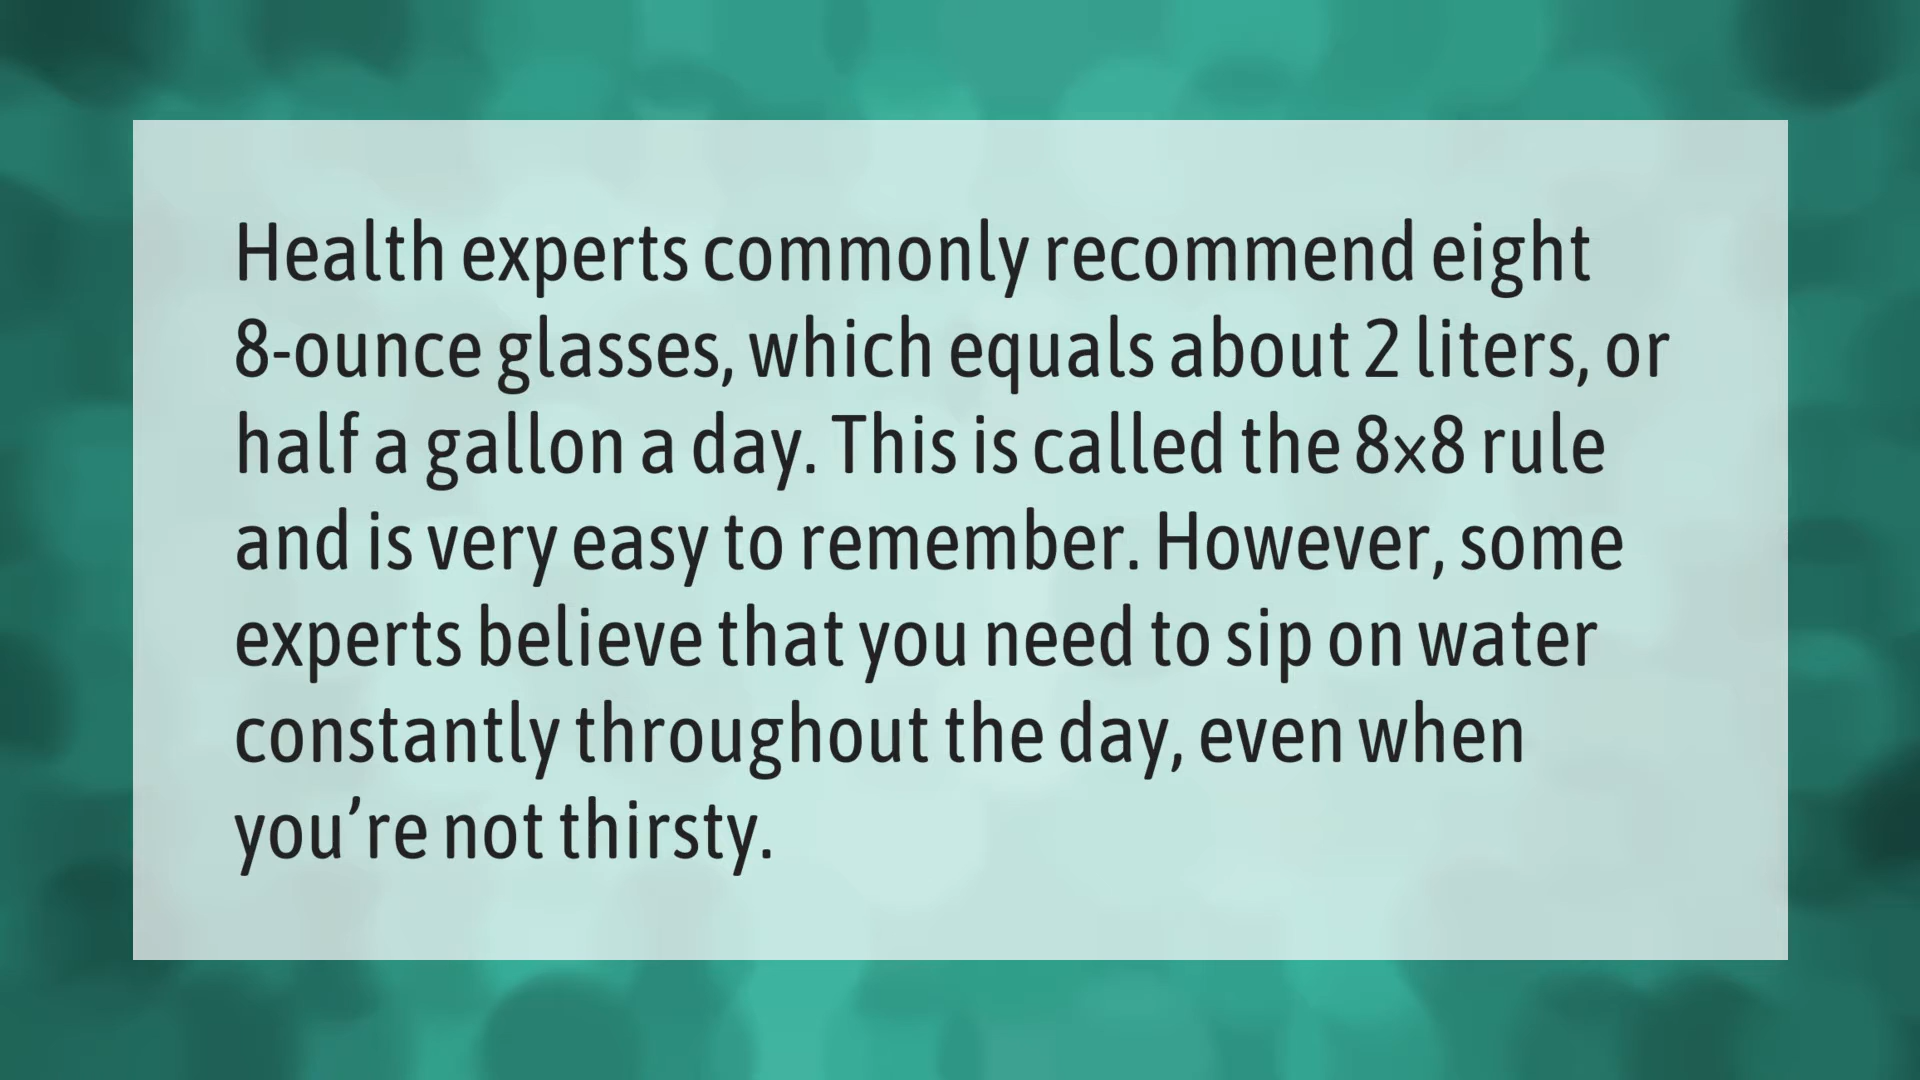 Health experts commonly recommend eight
8-ounce glasses, which equals about 2 liters, or
half a gallon a day. This is called the 8×8 rule
and is very easy to remember. However, some
experts believe that you need to sip on water
constantly throughout the day, even when
you’re not thirsty.